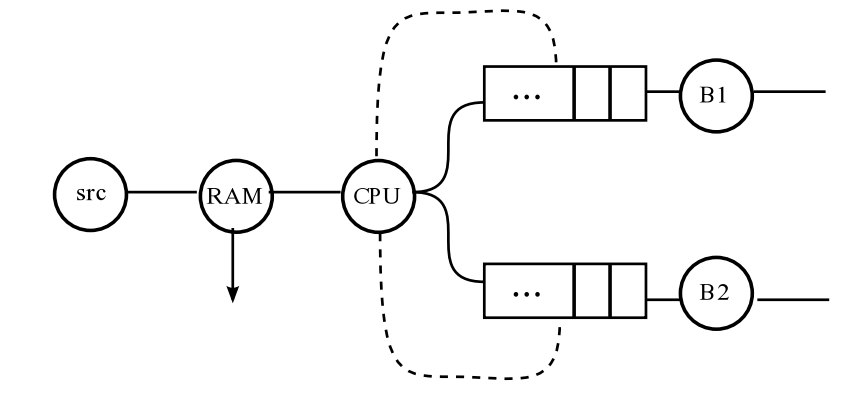 ... B1
src RAM CPU
... B2